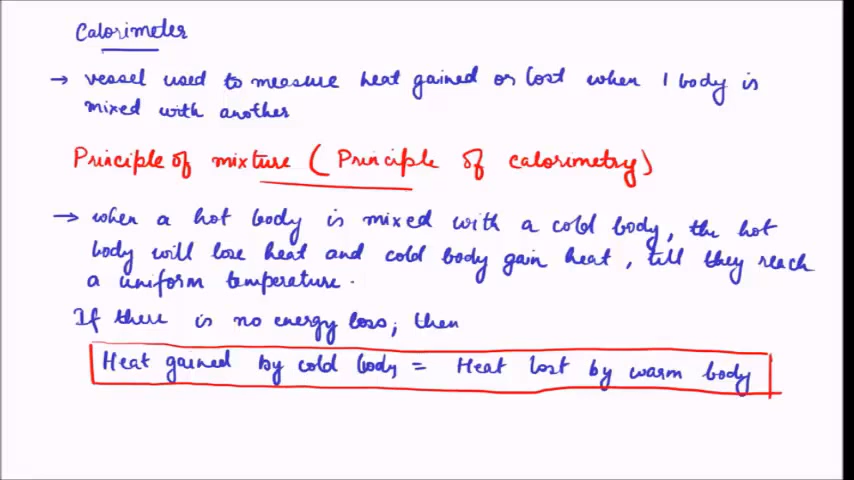 Calorimeter
→ vessel used to measure heat gained or lost when 1 body is
mixed with another
Principle of mixture (Principle of calorimetry)
→ when a hot body is mixed with a cold body, the hot
body will lose heat and cold body gain heat, till they reach
a uniform temperature.
If there is no energy loss, then
Heat gained by cold body = Heat lost by warm body